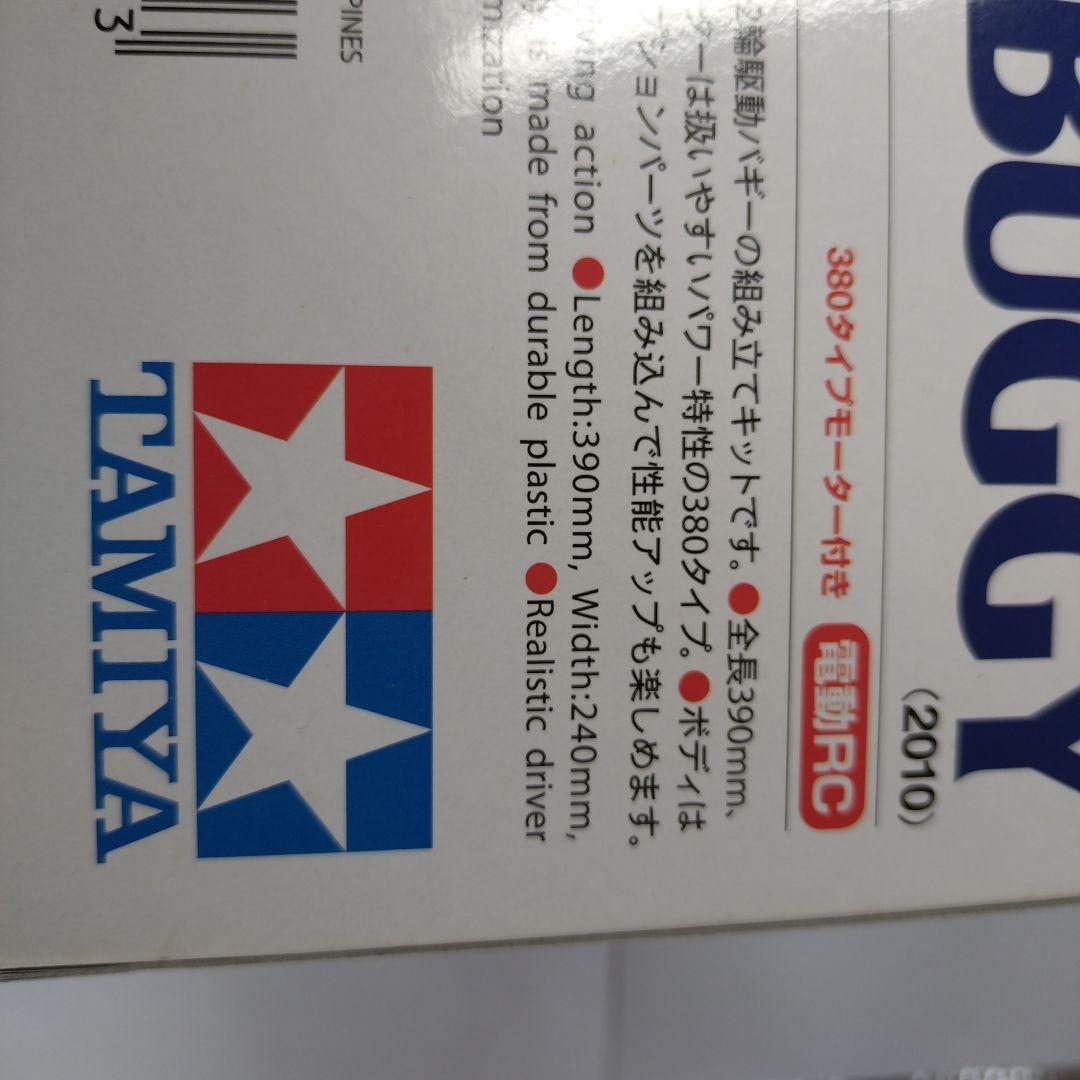 BUGGY
(2010)
380タイプモーター付き 電動RC
2輪駆動バギーの組み立てキットです。●全長390mm、
ターは扱いやすいパワー特性の380タイプ。●ボディは
プションパーツを組み込んで性能アップも楽しめます。
ving action ●Length:390mm, Width:240mm,
is made from durable plastic ●Realistic driver
mization
PINES
3
TAMIYA